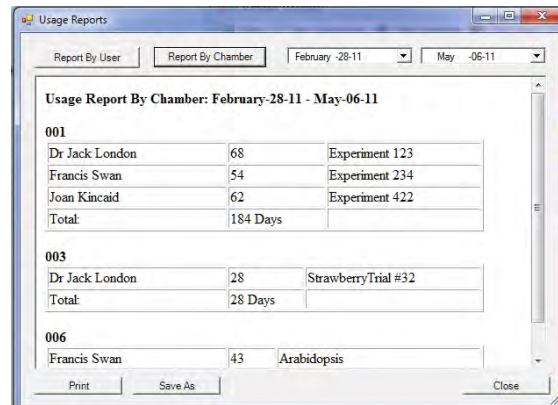 Usage Reports
Report By User Report By Chamber February -28-11 May -06-11
Usage Report By Chamber: February-28-11 - May-06-11
001
Dr Jack London 68 Experiment 123
Francis Swan 54 Experiment 234
Joan Kincaid 62 Experiment 422
Total: 184 Days
003
Dr Jack London 28 StrawberryTrial #32
Total: 28 Days
006
Francis Swan 43 Arabidopsis
Print Save As Close